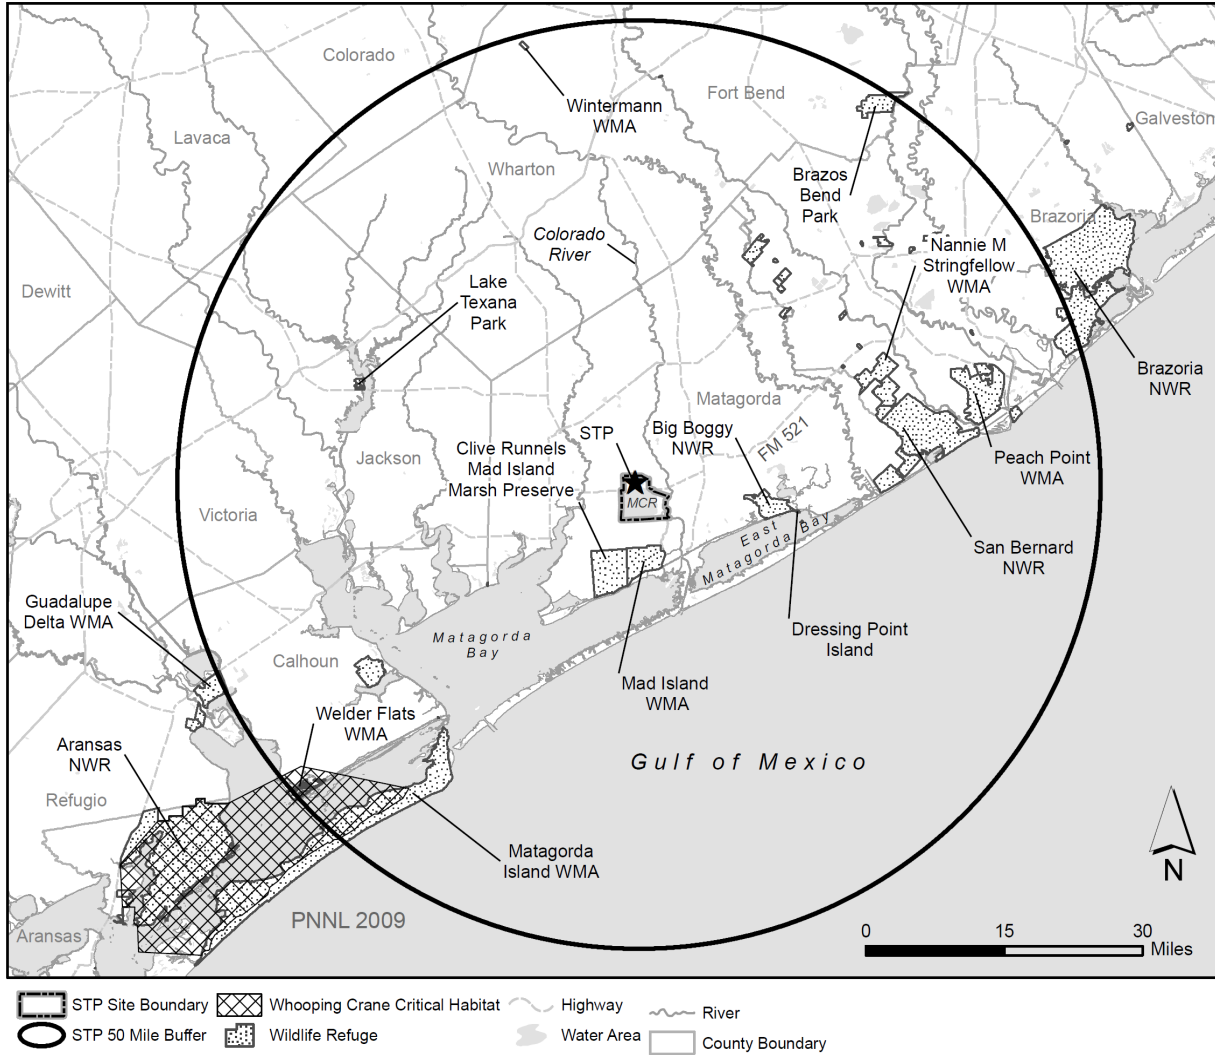 Colorado
Lavaca
Wintermann
WMA
Fort Bend
Galveston
Wharton
Brazos
Bend
Park
Colorado
River
Brazoria
Nannie M
Stringfellow
WMA
Dewitt
Lake
Texana
Park
Brazoria
NWR
Matagorda
FM 521
STP
Big Boggy
NWR
Clive Runnels
Mad Island
Marsh Preserve
Jackson
MCR
Peach Point
WMA
Victoria
East
Matagorda Bay
San Bernard
NWR
Guadalupe
Delta WMA
Matagorda
Bay
Dressing Point
Island
Calhoun
Mad Island
WMA
Welder Flats
WMA
Aransas
NWR
Gulf of Mexico
Refugio
Matagorda
Island WMA
N
PNNL 2009
Aransas
0 15 30
Miles
STP Site Boundary
Whooping Crane Critical Habitat
Highway
River
STP 50 Mile Buffer
Wildlife Refuge
Water Area
County Boundary